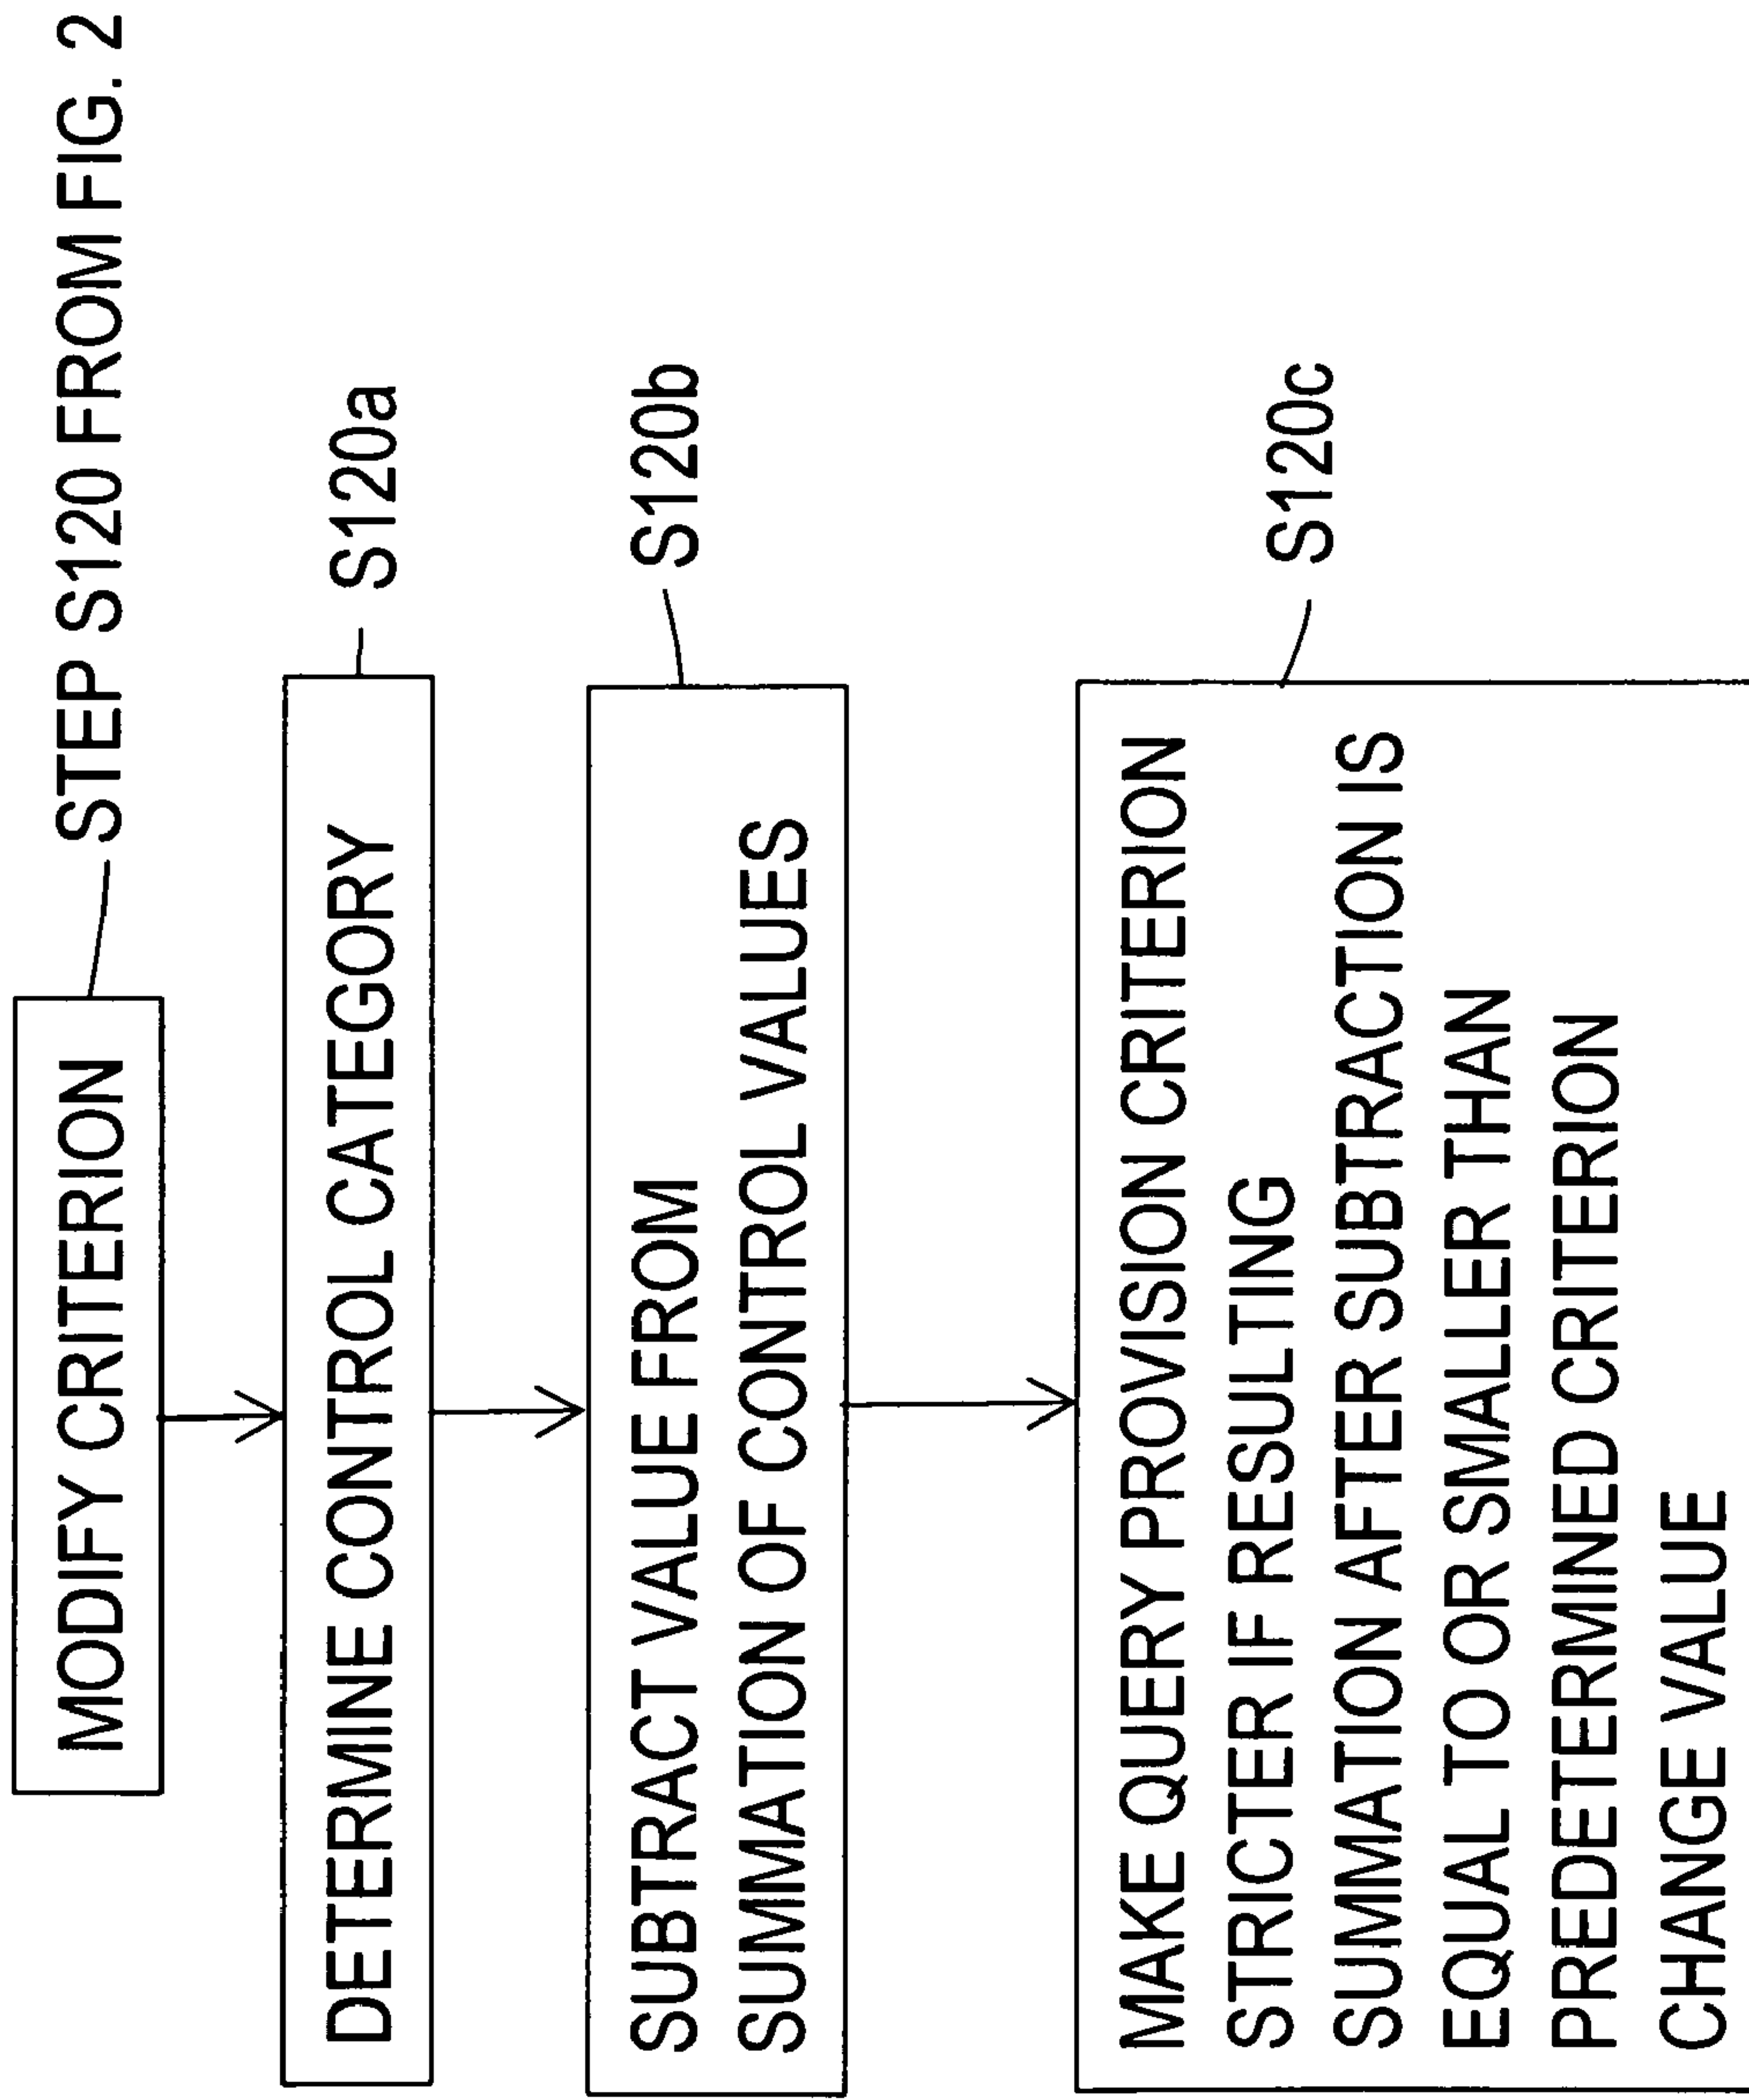 STEP S120 FROM FIG. 2
MODIFY CRITERION
S120a
DETERMINE CONTROL CATEGORY
S120b
SUBTRACT VALUE FROM
SUMMATION OF CONTROL VALUES
S120c
MAKE QUERY PROVISION CRITERION
STRICTER IF RESULTING
SUMMATION AFTER SUBTRACTION IS
EQUAL TO OR SMALLER THAN
PREDETERMINED CRITERION
CHANGE VALUE